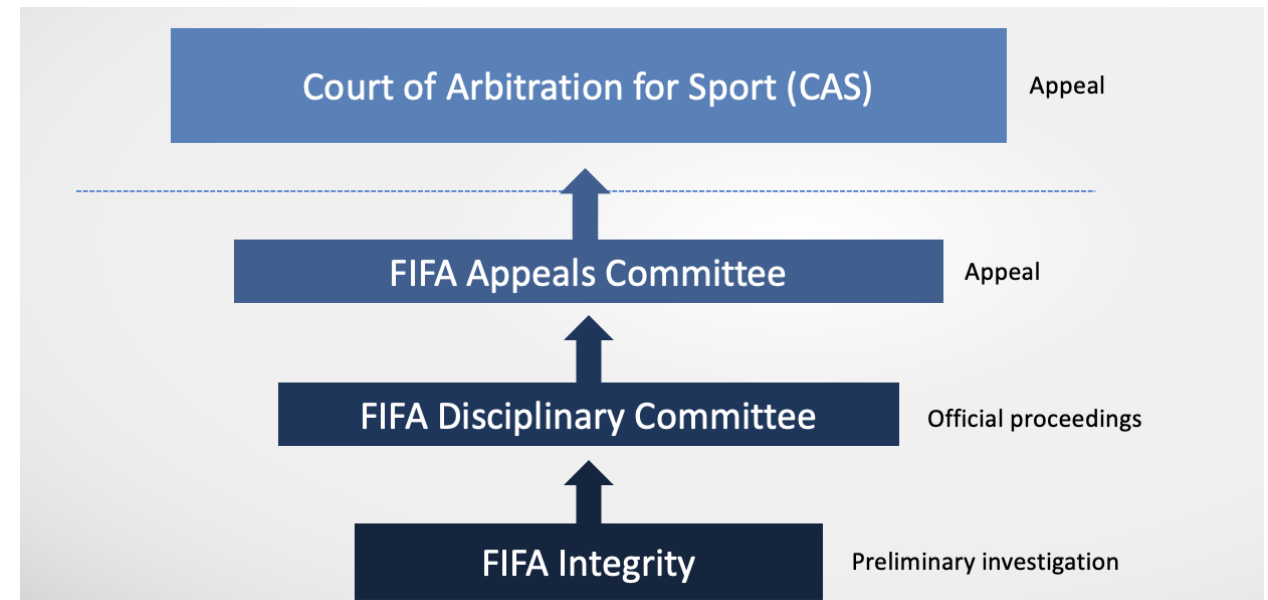 Court of Arbitration for Sport (CAS)
Appeal
FIFA Appeals Committee
Appeal
FIFA Disciplinary Committee
Official proceedings
FIFA Integrity
Preliminary investigation